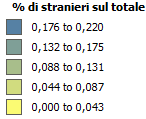 % di stranieri sul totale
0,176 to 0,220
0,132 to 0,175
0,088 to 0,131
0,044 to 0,087
0,000 to 0,043